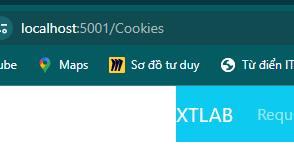 localhost:5001/Cookies
ube Maps Sơ đồ tư duy Từ điển IT
XTLAB Requ